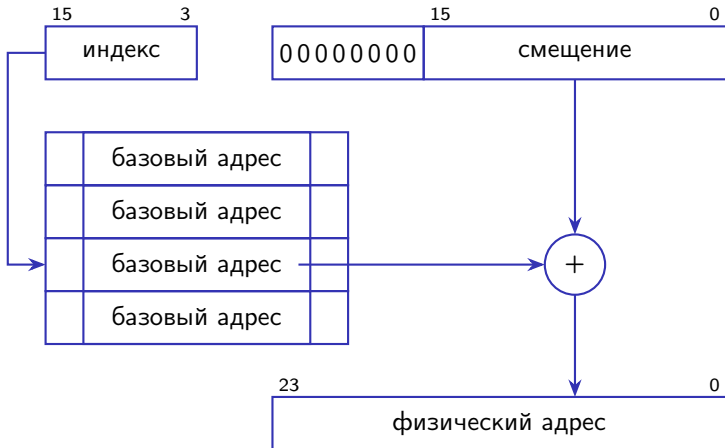 15 3 15 0
индекс 00000000 смещение
базовый адрес
базовый адрес
базовый адрес +
базовый адрес
23 0
физический адрес